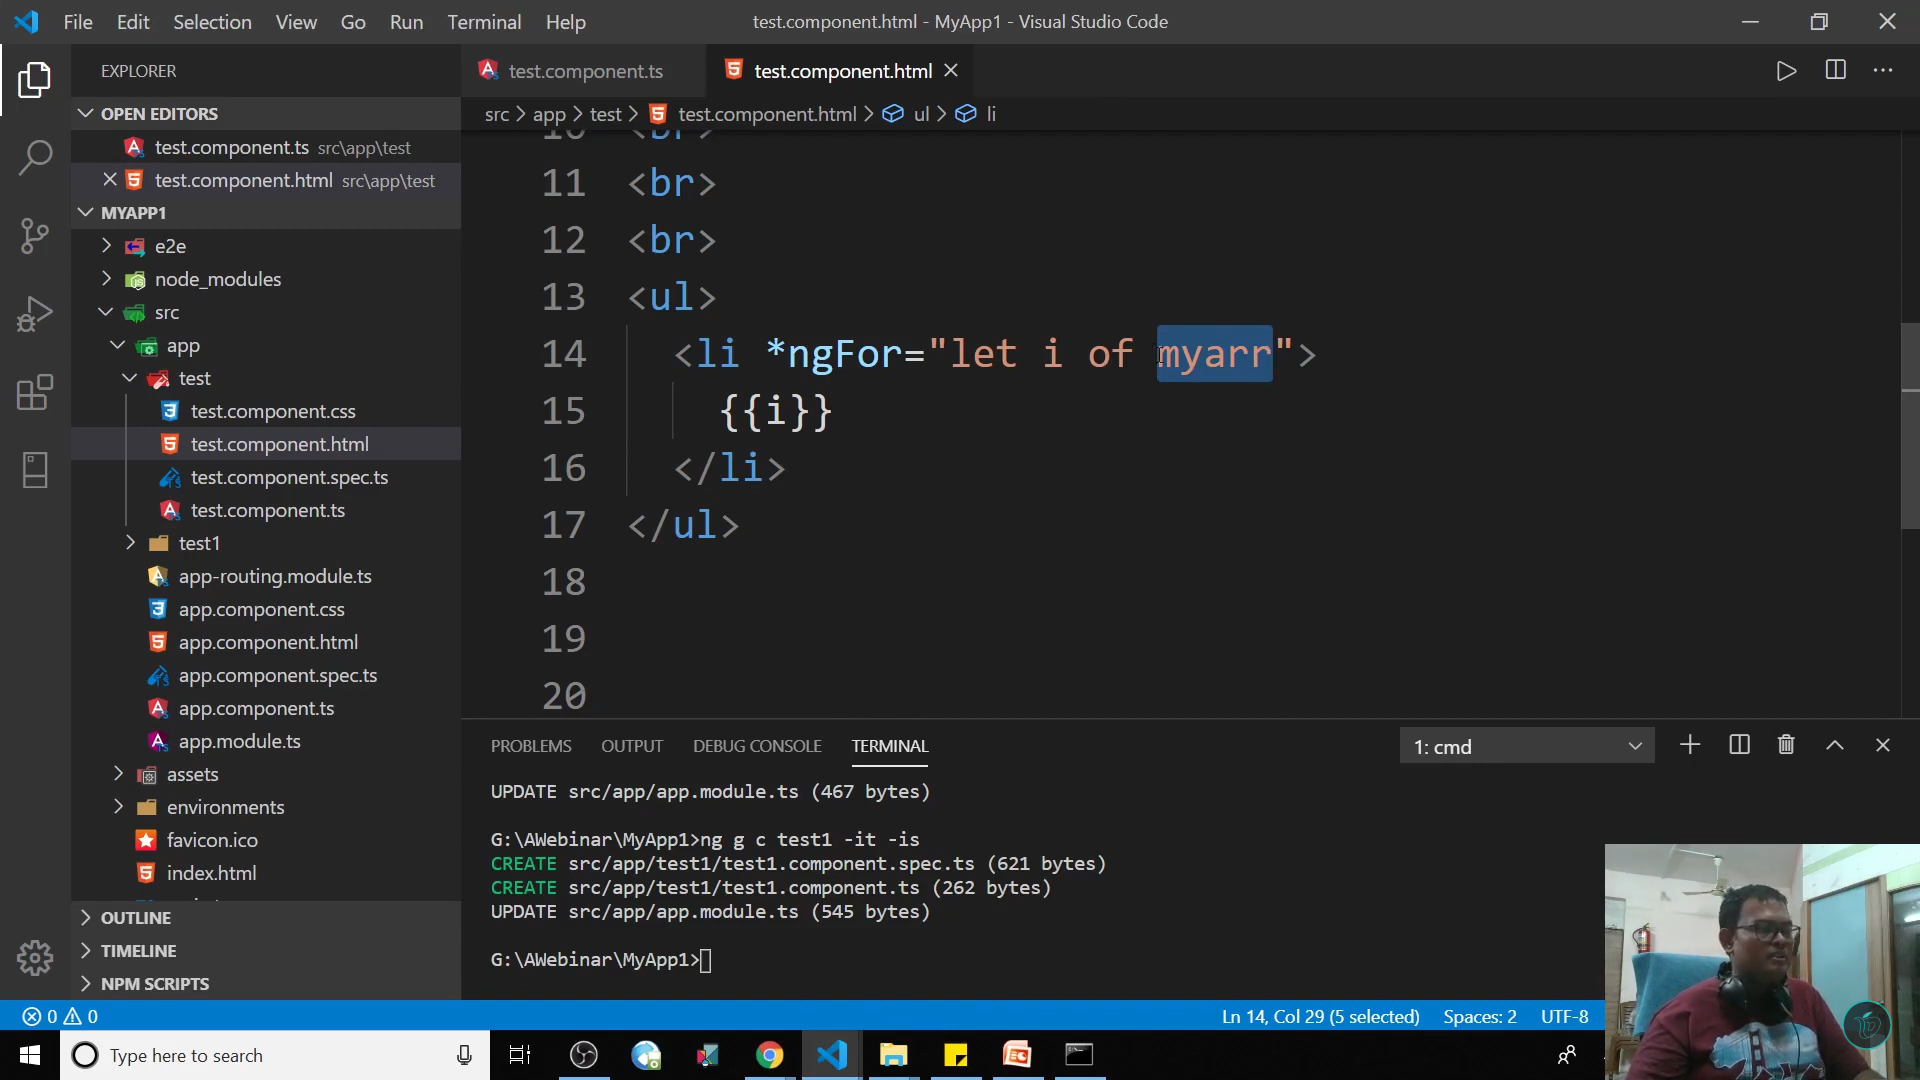 File Edit Selection View Go Run Terminal Help test.component.html - MyApp1 - Visual Studio Code
EXPLORER
OPEN EDITORS
test.component.ts src\app\test
test.component.html src\app\test
MYAPP1
e2e
node_modules
src
app
test
test.component.css
test.component.html
test.component.spec.ts
test.component.ts
test1
app-routing.module.ts
app.component.css
app.component.html
app.component.spec.ts
app.component.ts
app.module.ts
assets
environments
favicon.ico
index.html
OUTLINE
TIMELINE
NPM SCRIPTS
test.component.ts test.component.html
src > app > test > test.component.html > ul > li
10 <br>
11 <br>
12 <br>
13 <ul>
14 <li *ngFor="let i of myarr">
15 {{i}}
16 </li>
17 </ul>
18
19
20
PROBLEMS OUTPUT DEBUG CONSOLE TERMINAL 1: cmd
UPDATE src/app/app.module.ts (467 bytes)
G:\AWebinar\MyApp1>ng g c test1 -it -is
CREATE src/app/test1/test1.component.spec.ts (621 bytes)
CREATE src/app/test1/test1.component.ts (262 bytes)
UPDATE src/app/app.module.ts (545 bytes)
G:\AWebinar\MyApp1>
0 0 Ln 14, Col 29 (5 selected) Spaces: 2 UTF-8
Type here to search